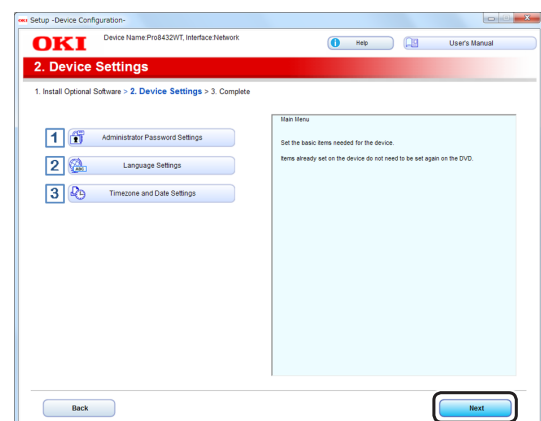 OKI Setup -Device Configuration-
OKI
Device Name:Pro8432WT, Interface:Network
i Help
User's Manual
2. Device Settings
1. Install Optional Software > 2. Device Settings > 3. Complete
1 Administrator Password Settings
2 ABC Language Settings
3 Timezone and Date Settings
Main Menu
Set the basic items needed for the device.
Items already set on the device do not need to be set again on the DVD.
Back
Next